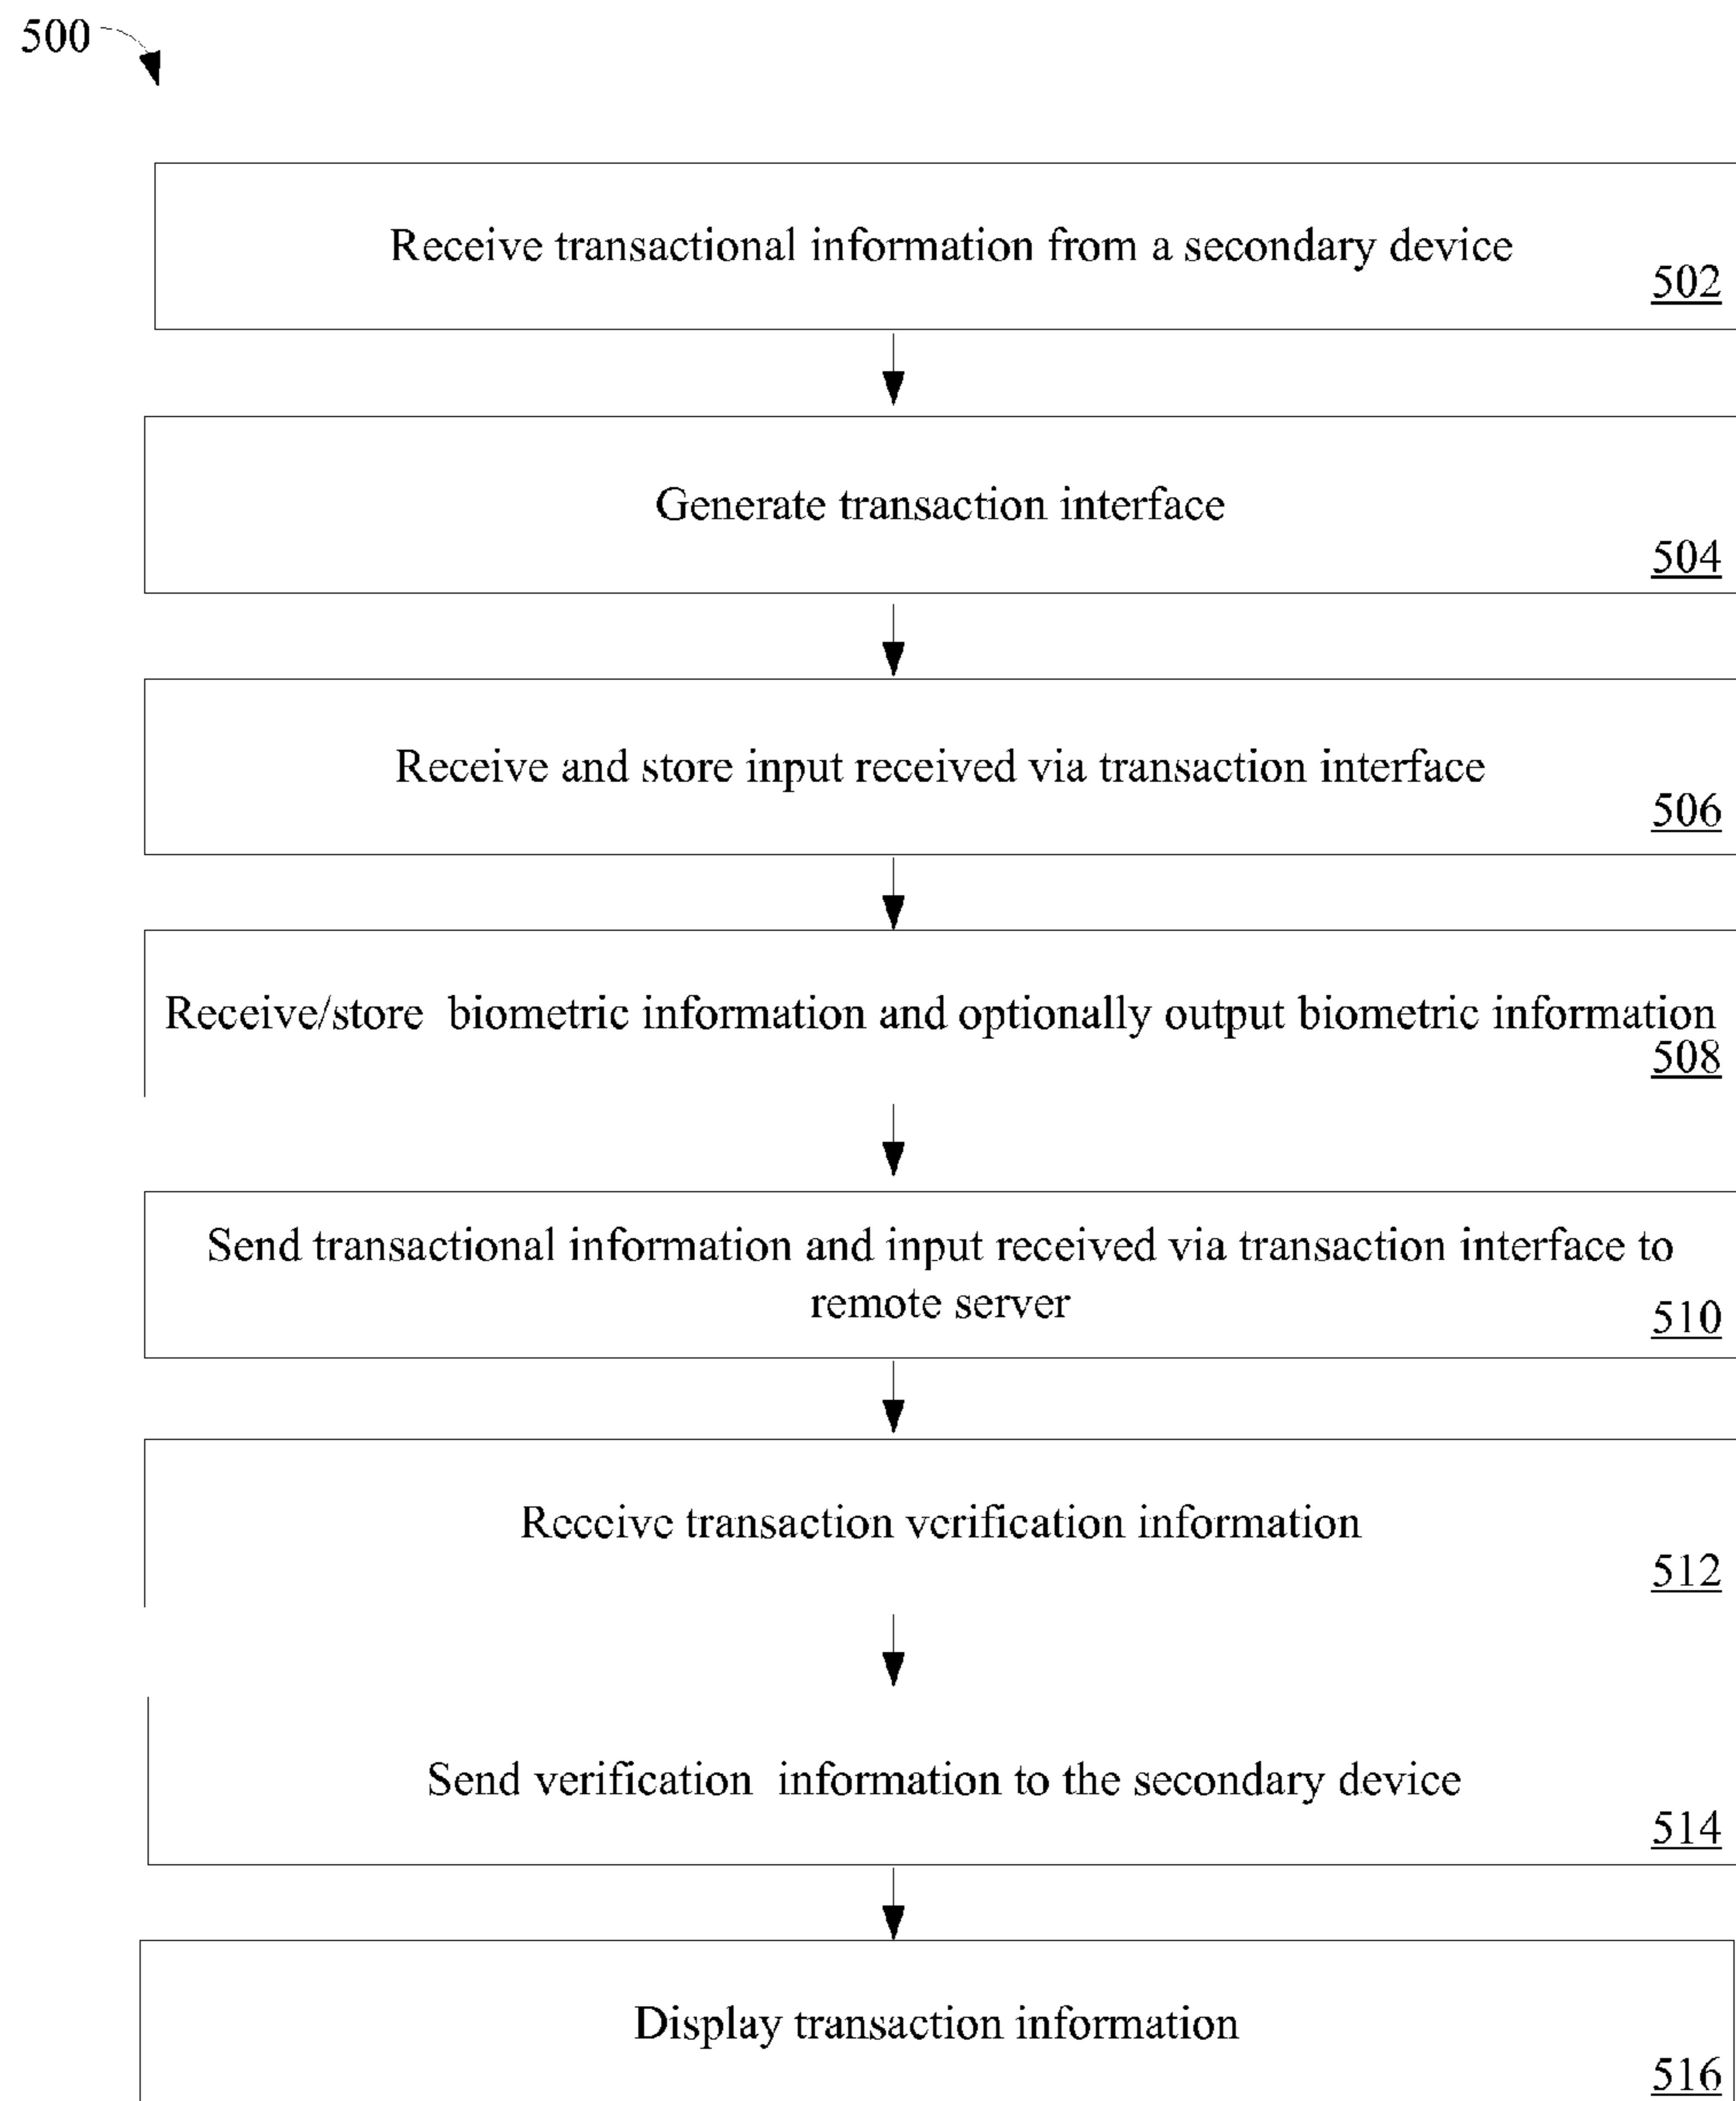 500
Receive transactional information from a secondary device
502
Generate transaction interface
504
Receive and store input received via transaction interface
506
Receive/store biometric information and optionally output biometric information
508
Send transactional information and input received via transaction interface to
remote server
510
Receive transaction verification information
512
Send verification information to the secondary device
514
Display transaction information
516